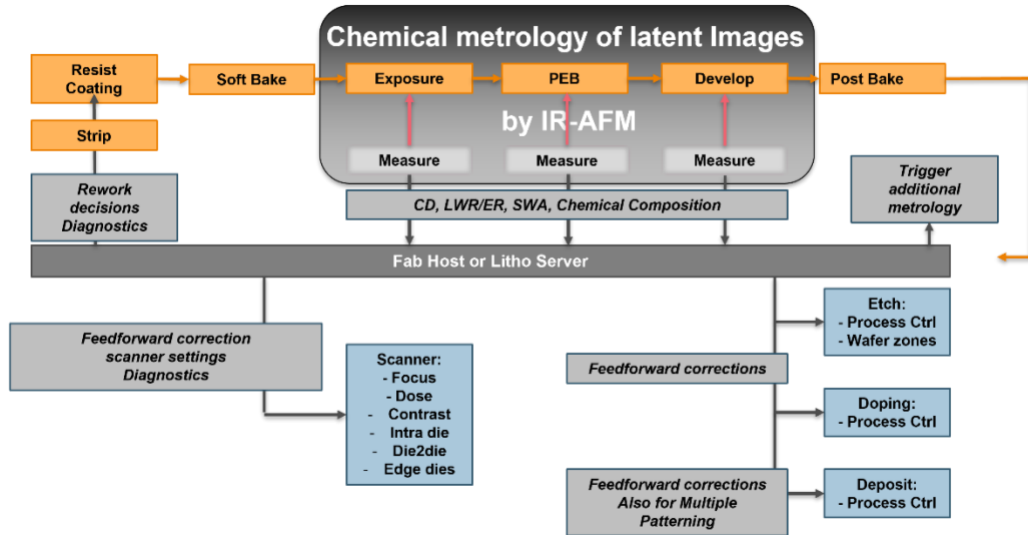 Chemical metrology of latent Images
Resist
Coating
Soft Bake
Exposure
PEB
Develop
Post Bake
by IR-AFM
Strip
Measure
Measure
Measure
Rework
decisions
Diagnostics
CD, LWR/ER, SWA, Chemical Composition
Trigger
additional
metrology
Fab Host or Litho Server
Feedforward correction
scanner settings
Diagnostics
Scanner:
- Focus
- Dose
- Contrast
- Intra die
- Die2die
- Edge dies
Feedforward corrections
Etch:
- Process Ctrl
- Wafer zones
Doping:
- Process Ctrl
Feedforward corrections
Also for Multiple
Patterning
Deposit:
- Process Ctrl